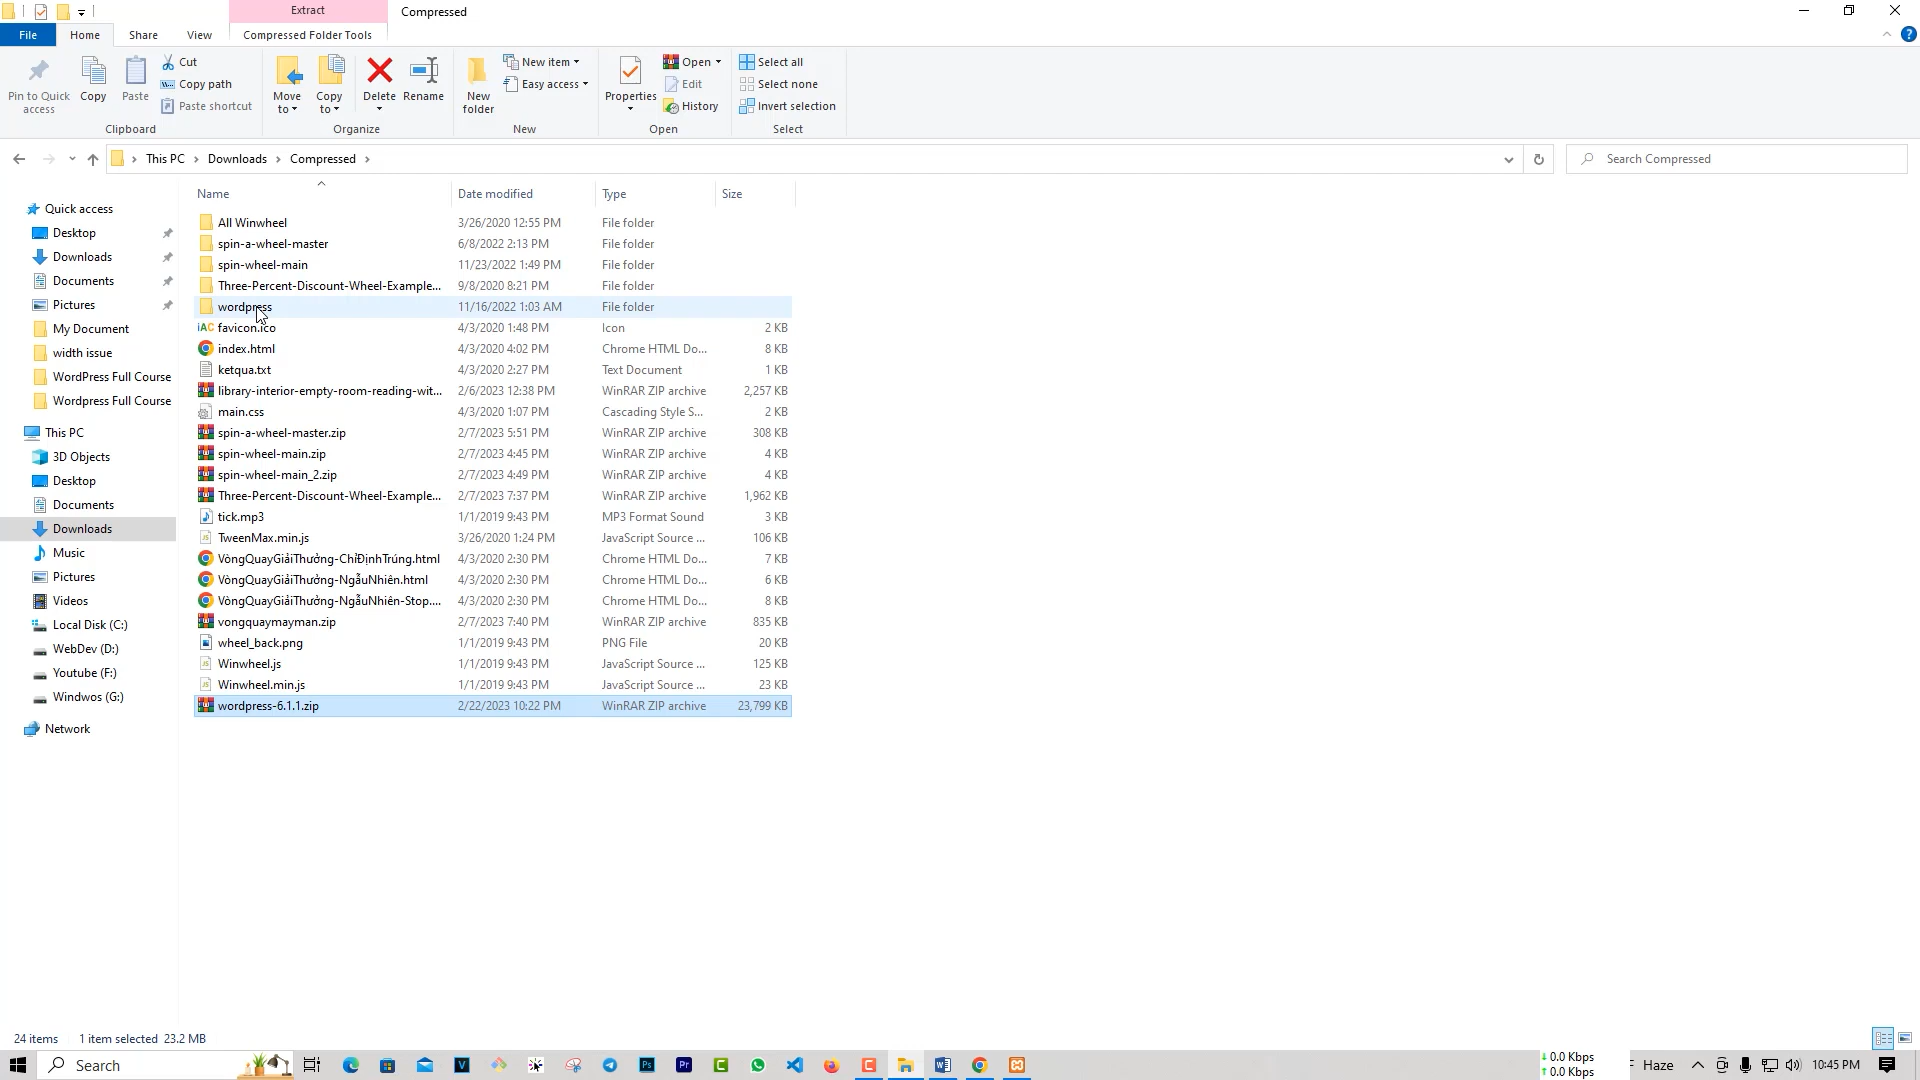 Extract
Compressed
File
Home
Share
View
Compressed Folder Tools
Pin to Quick access
Copy
Paste
Cut
Copy path
Paste shortcut
Clipboard
Move to
Copy to
Delete
Rename
Organize
New folder
New item
Easy access
New
Properties
Open
Edit
History
Open
Select all
Select none
Invert selection
Select
This PC
Downloads
Compressed
Search Compressed
Quick access
Desktop
Downloads
Documents
Pictures
My Document
width issue
WordPress Full Course
Wordpress Full Course
This PC
3D Objects
Desktop
Documents
Downloads
Music
Pictures
Videos
Local Disk (C:)
WebDev (D:)
Youtube (F:)
Windwos (G:)
Network
Name Date modified Type Size
All Winwheel 3/26/2020 12:55 PM File folder
spin-a-wheel-master 6/8/2022 2:13 PM File folder
spin-wheel-main 11/23/2022 1:49 PM File folder
Three-Percent-Discount-Wheel-Example... 9/8/2020 8:21 PM File folder
wordpress 11/16/2022 1:03 AM File folder
favicon.ico 4/3/2020 1:48 PM Icon 2 KB
index.html 4/3/2020 4:02 PM Chrome HTML Do... 8 KB
ketqua.txt 4/3/2020 2:27 PM Text Document 1 KB
library-interior-empty-room-reading-wit... 2/6/2023 12:38 PM WinRAR ZIP archive 2,257 KB
main.css 4/3/2020 1:07 PM Cascading Style S... 2 KB
spin-a-wheel-master.zip 2/7/2023 5:51 PM WinRAR ZIP archive 308 KB
spin-wheel-main.zip 2/7/2023 4:45 PM WinRAR ZIP archive 4 KB
spin-wheel-main_2.zip 2/7/2023 4:49 PM WinRAR ZIP archive 4 KB
Three-Percent-Discount-Wheel-Example... 2/7/2023 7:37 PM WinRAR ZIP archive 1,962 KB
tick.mp3 1/1/2019 9:43 PM MP3 Format Sound 3 KB
TweenMax.min.js 3/26/2020 1:24 PM JavaScript Source ... 106 KB
VòngQuayGiảiThưởng-ChỉĐịnhTrúng.html 4/3/2020 2:30 PM Chrome HTML Do... 7 KB
VòngQuayGiảiThưởng-NgẫuNhiên.html 4/3/2020 2:30 PM Chrome HTML Do... 6 KB
VòngQuayGiảiThưởng-NgẫuNhiên-Stop.... 4/3/2020 2:30 PM Chrome HTML Do... 8 KB
vongquaymayman.zip 2/7/2023 7:40 PM WinRAR ZIP archive 835 KB
wheel_back.png 1/1/2019 9:43 PM PNG File 20 KB
Winwheel.js 1/1/2019 9:43 PM JavaScript Source ... 125 KB
Winwheel.min.js 1/1/2019 9:43 PM JavaScript Source ... 23 KB
wordpress-6.1.1.zip 2/22/2023 10:22 PM WinRAR ZIP archive 23,799 KB
24 items 1 item selected 23.2 MB
Search
0.0 Kbps
0.0 Kbps
Haze
10:45 PM